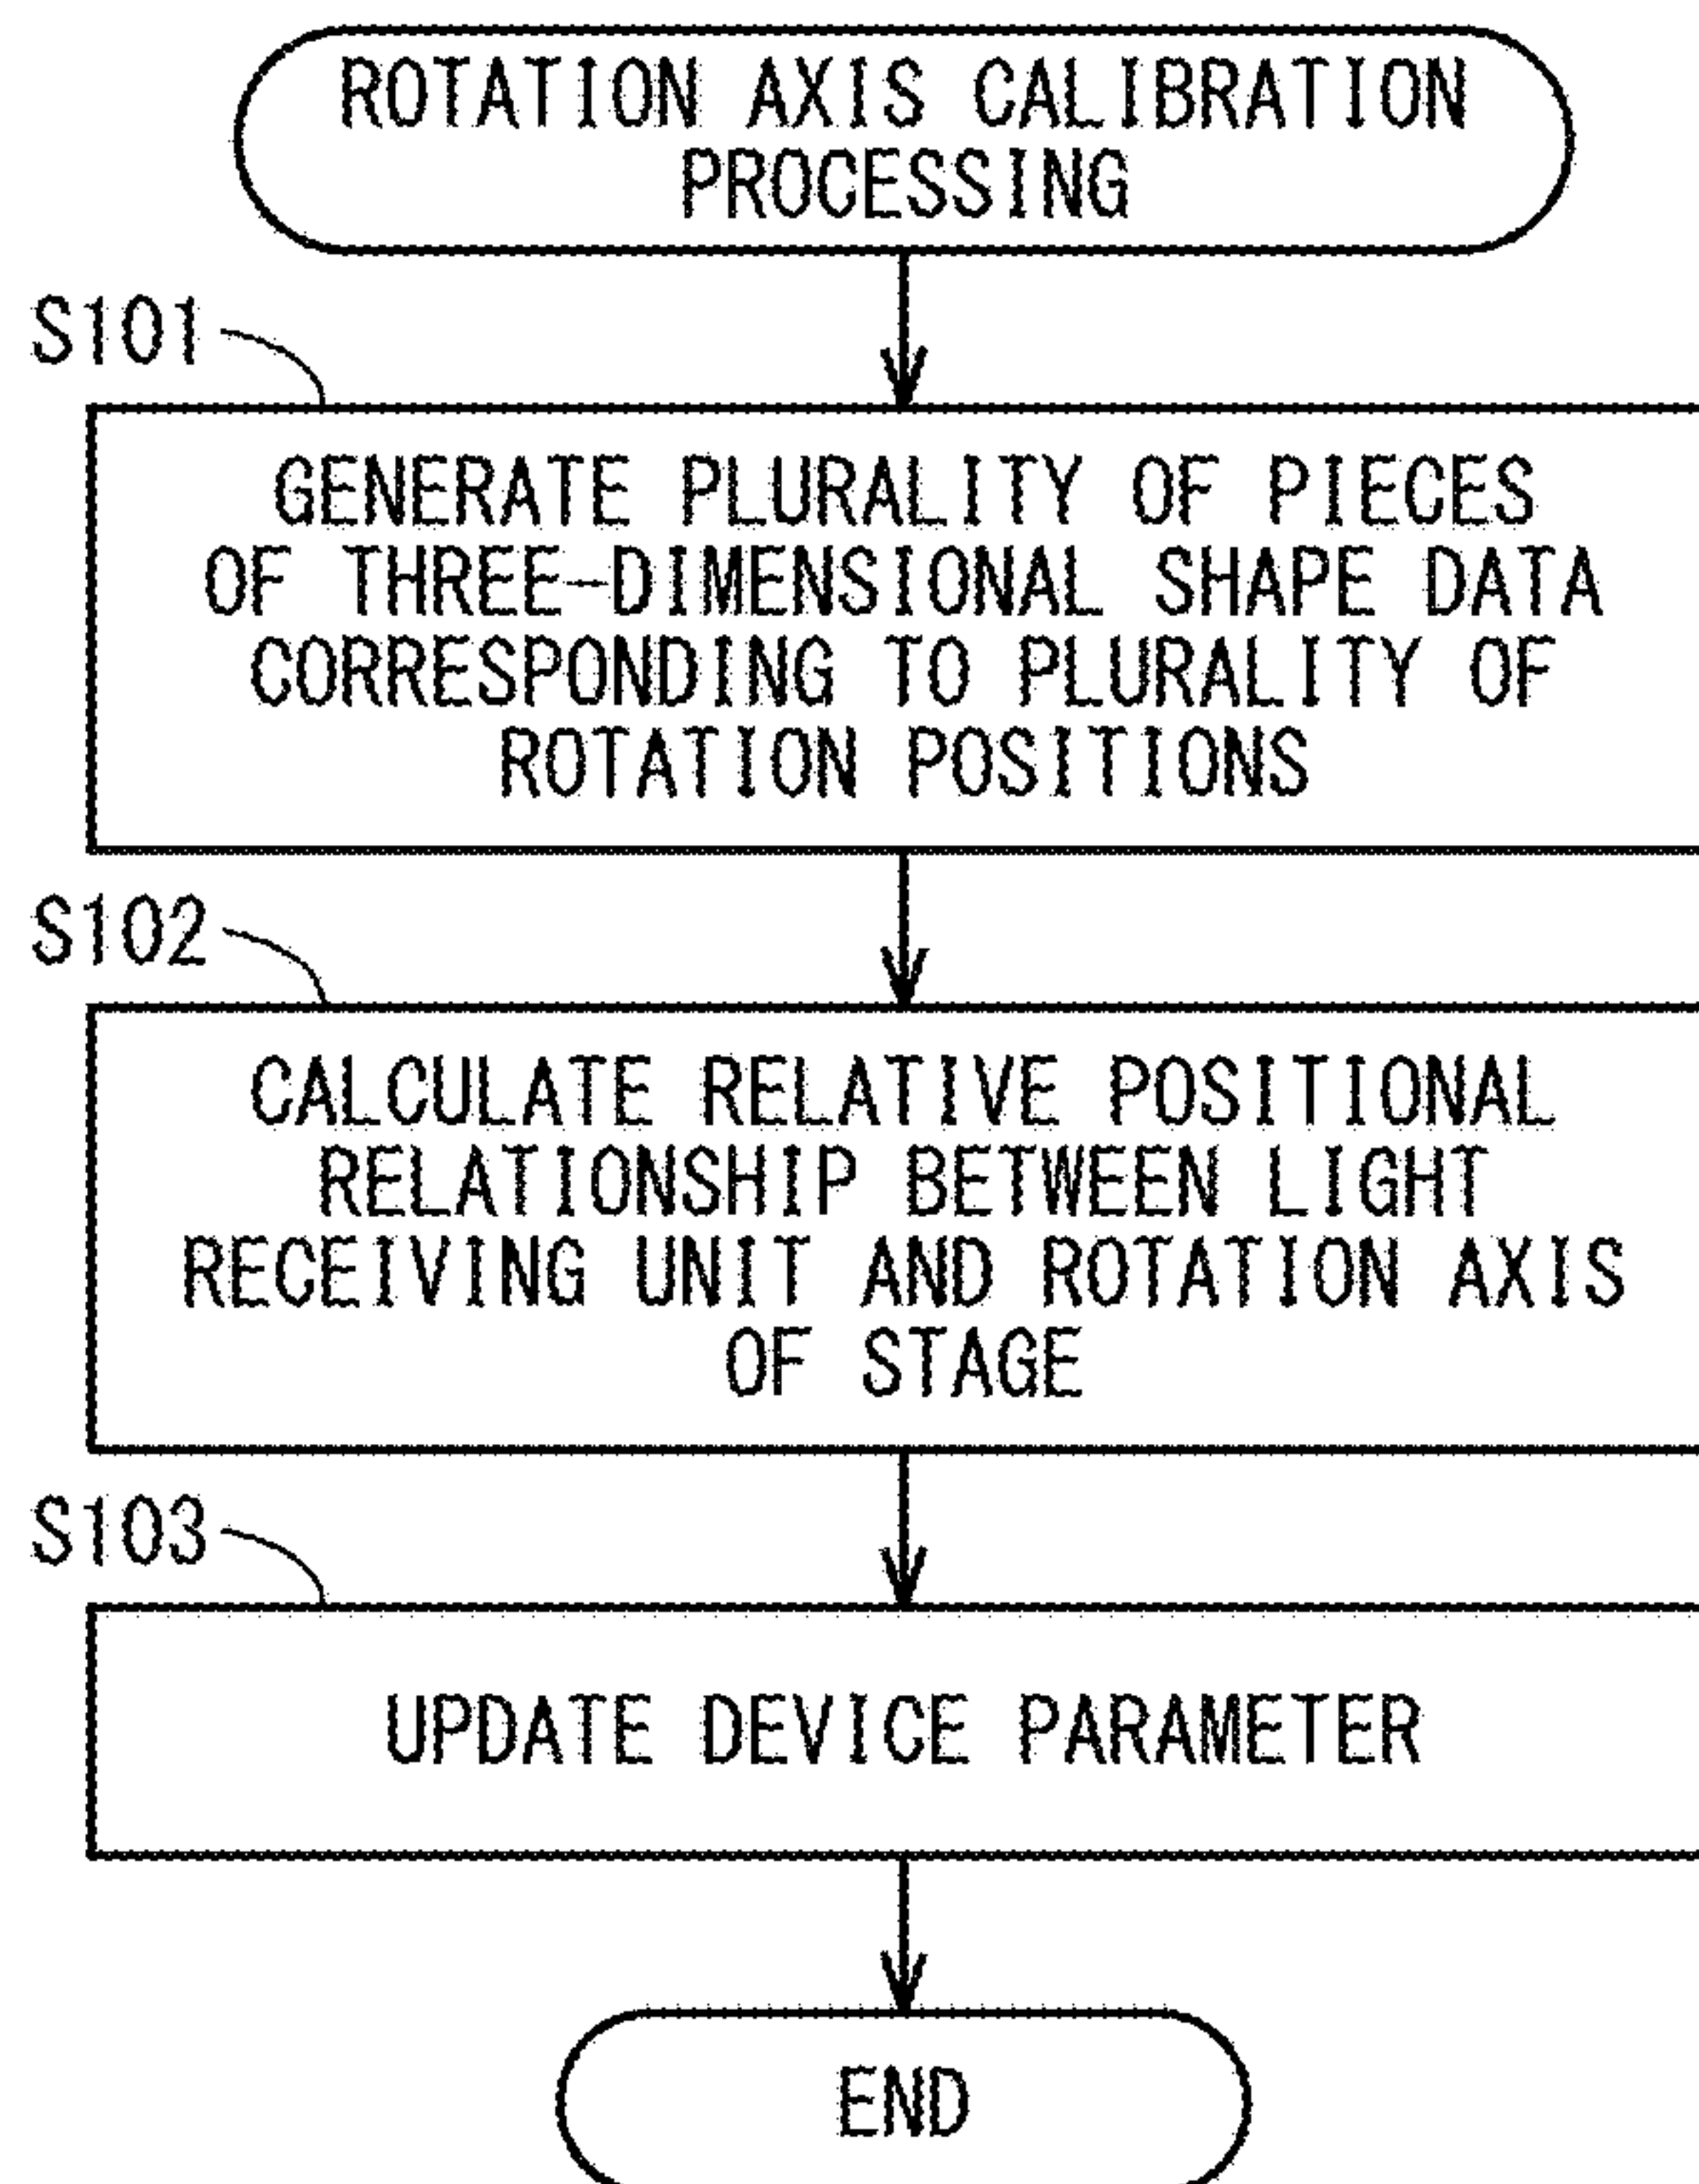 ROTATION AXIS CALIBRATION
PROCESSING
S101
GENERATE PLURALITY OF PIECES
OF THREE-DIMENSIONAL SHAPE DATA
CORRESPONDING TO PLURALITY OF
ROTATION POSITIONS
S102
CALCULATE RELATIVE POSITIONAL
RELATIONSHIP BETWEEN LIGHT
RECEIVING UNIT AND ROTATION AXIS
OF STAGE
S103
UPDATE DEVICE PARAMETER
END